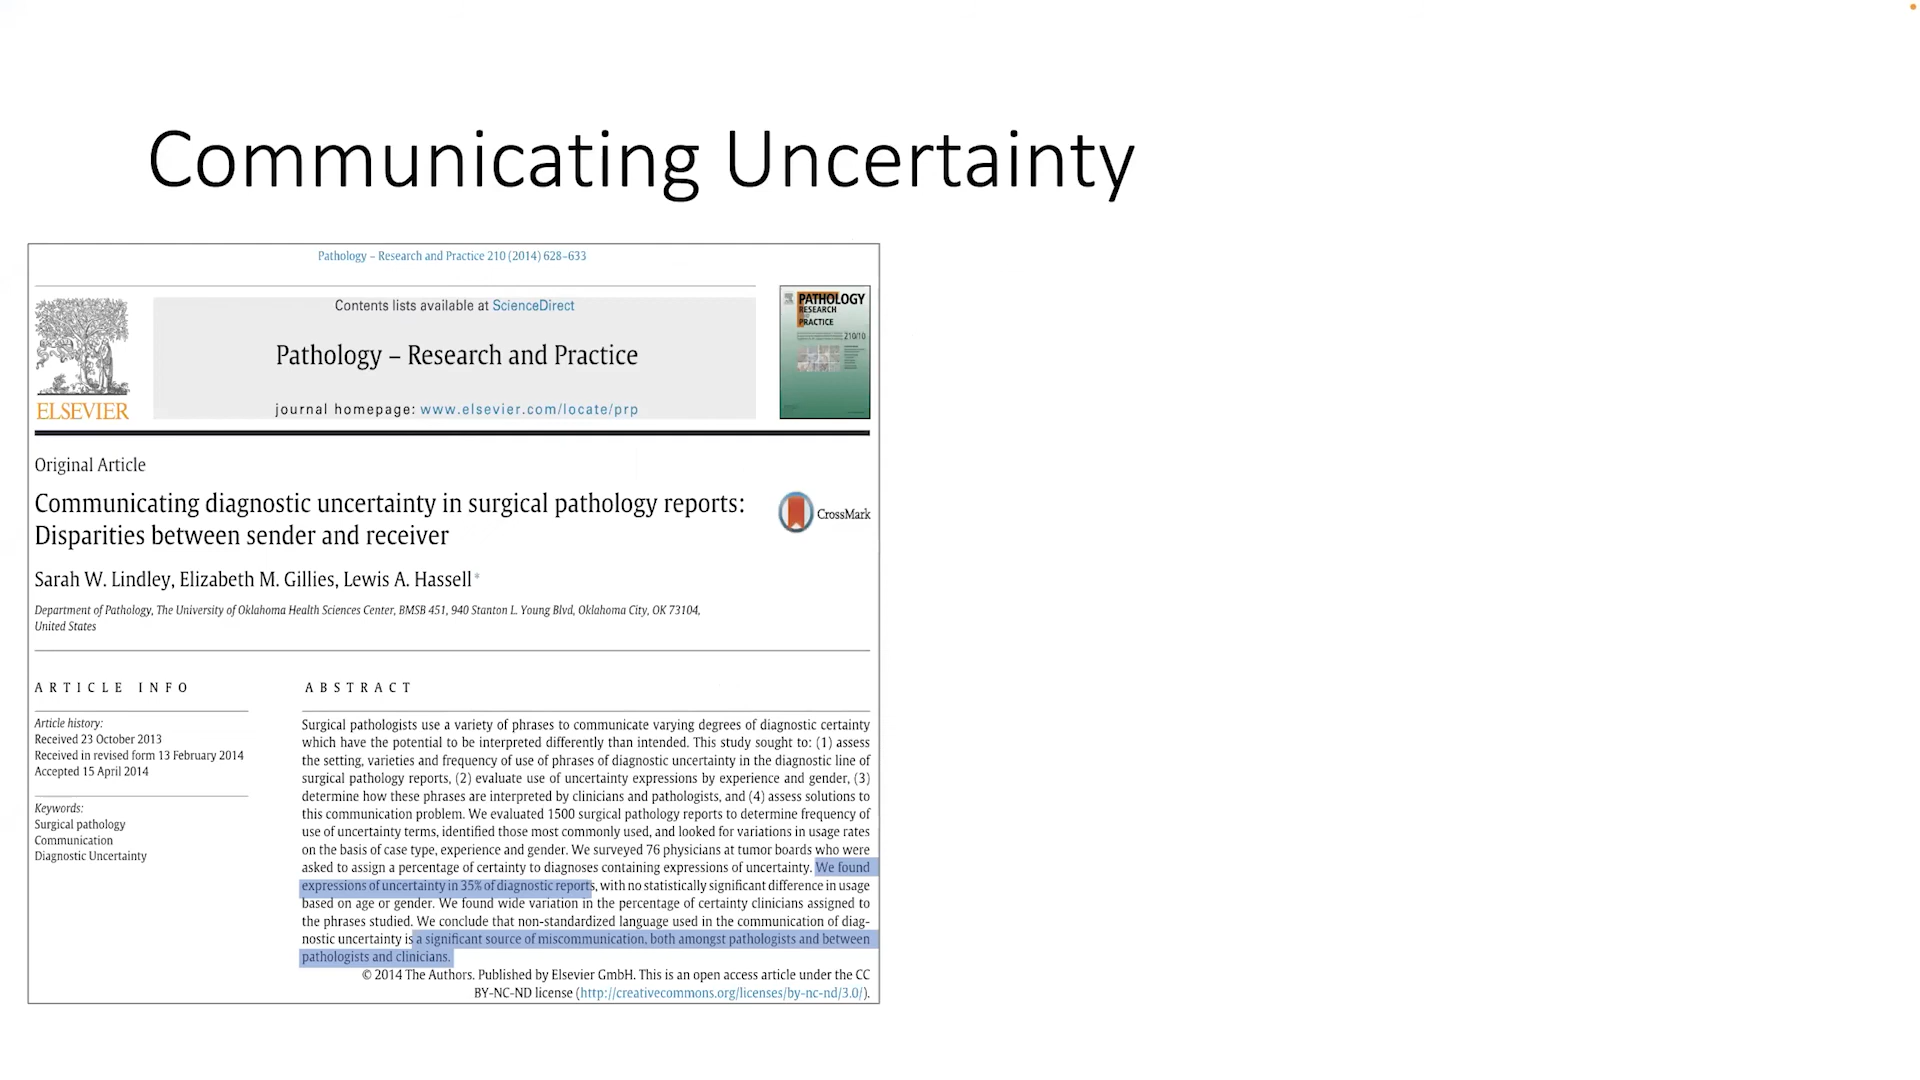 Communicating Uncertainty
Pathology – Research and Practice 210 (2014) 628–633
Contents lists available at ScienceDirect
Pathology – Research and Practice
journal homepage: www.elsevier.com/locate/prp
ELSEVIER
PATHOLOGY
RESEARCH
PRACTICE
210/10
Original Article
Communicating diagnostic uncertainty in surgical pathology reports:
Disparities between sender and receiver
CrossMark
Sarah W. Lindley, Elizabeth M. Gillies, Lewis A. Hassell*
Department of Pathology, The University of Oklahoma Health Sciences Center, BMSB 451, 940 Stanton L. Young Blvd, Oklahoma City, OK 73104,
United States
ARTICLE INFO
Article history:
Received 23 October 2013
Received in revised form 13 February 2014
Accepted 15 April 2014
Keywords:
Surgical pathology
Communication
Diagnostic Uncertainty
ABSTRACT
Surgical pathologists use a variety of phrases to communicate varying degrees of diagnostic certainty
which have the potential to be interpreted differently than intended. This study sought to: (1) assess
the setting, varieties and frequency of use of phrases of diagnostic uncertainty in the diagnostic line of
surgical pathology reports, (2) evaluate use of uncertainty expressions by experience and gender, (3)
determine how these phrases are interpreted by clinicians and pathologists, and (4) assess solutions to
this communication problem. We evaluated 1500 surgical pathology reports to determine frequency of
use of uncertainty terms, identified those most commonly used, and looked for variations in usage rates
on the basis of case type, experience and gender. We surveyed 76 physicians at tumor boards who were
asked to assign a percentage of certainty to diagnoses containing expressions of uncertainty. We found
expressions of uncertainty in 35% of diagnostic reports, with no statistically significant difference in usage
based on age or gender. We found wide variation in the percentage of certainty clinicians assigned to
the phrases studied. We conclude that non-standardized language used in the communication of diag-
nostic uncertainty is a significant source of miscommunication, both amongst pathologists and between
pathologists and clinicians.
© 2014 The Authors. Published by Elsevier GmbH. This is an open access article under the CC
BY-NC-ND license (http://creativecommons.org/licenses/by-nc-nd/3.0/).